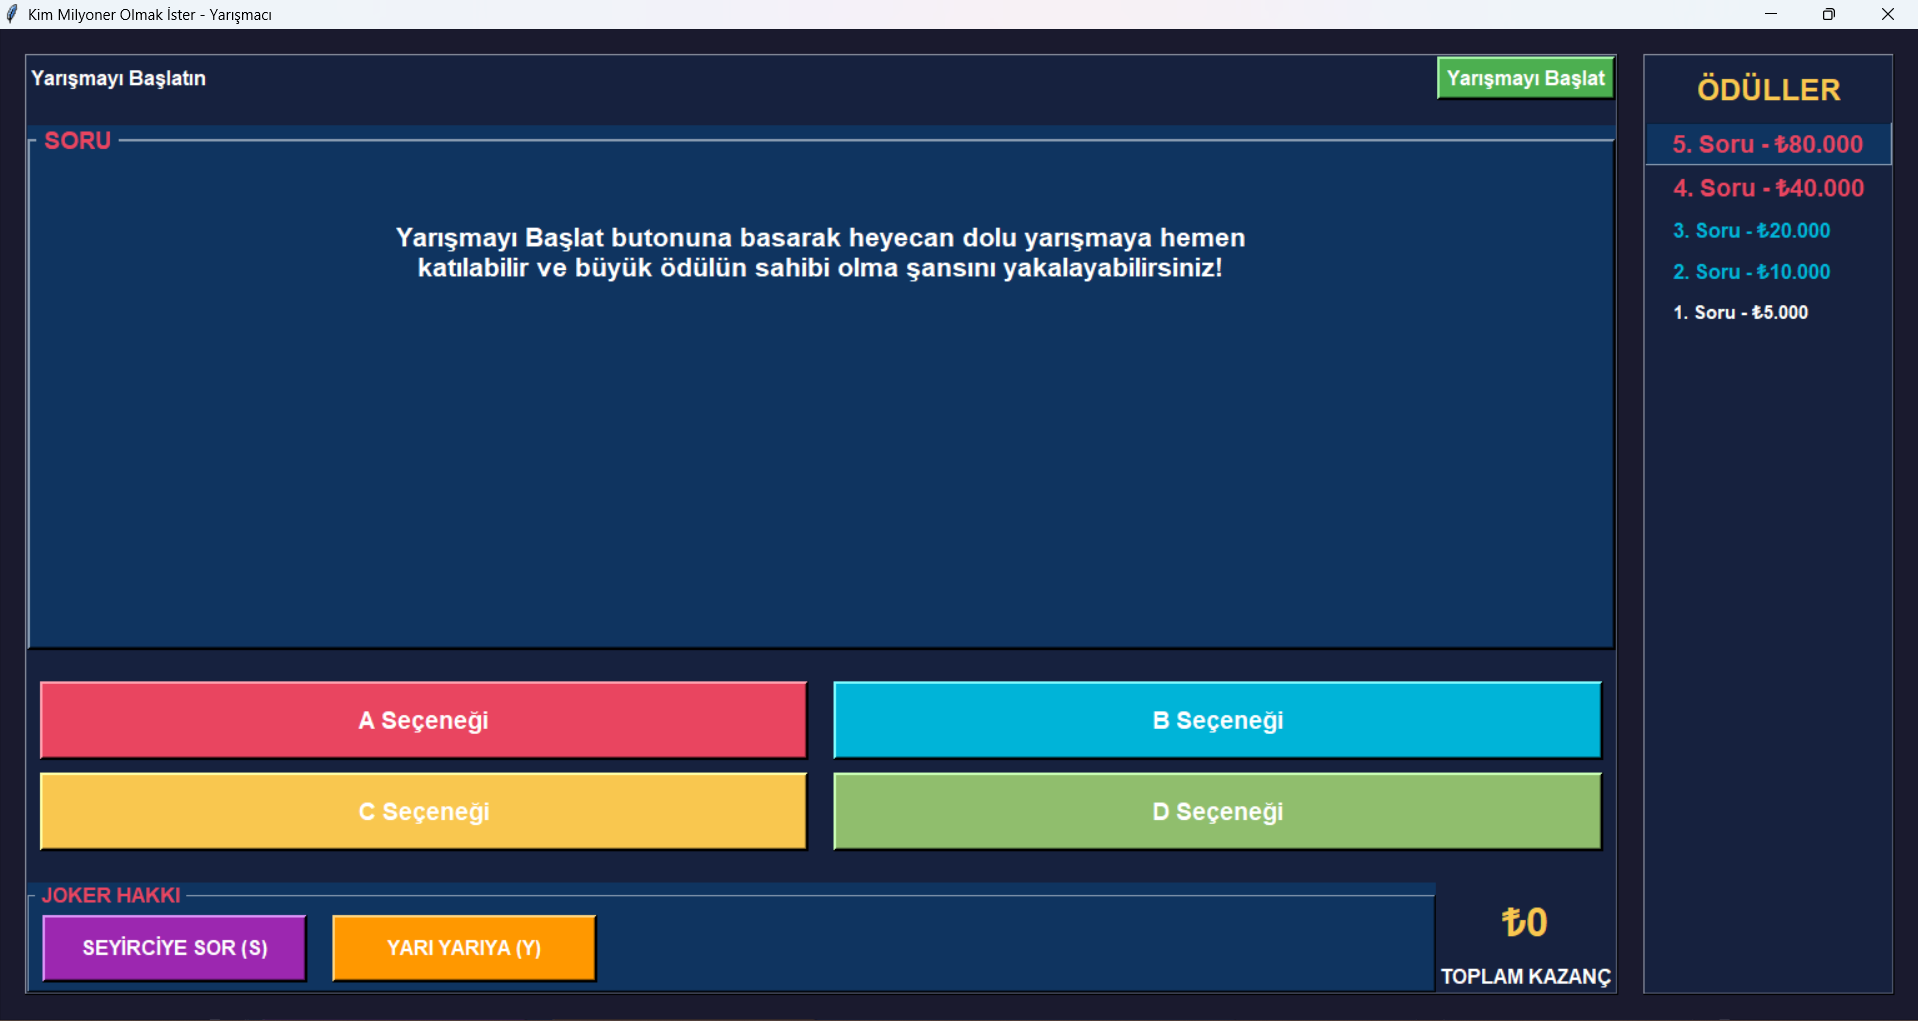 Kim Milyoner Olmak İster - Yarışmacı
Yarışmayı Başlatın
Yarışmayı Başlat
SORU
Yarışmayı Başlat butonuna basarak heyecan dolu yarışmaya hemen
katılabilir ve büyük ödülün sahibi olma şansını yakalayabilirsiniz!
A Seçeneği
B Seçeneği
C Seçeneği
D Seçeneği
JOKER HAKKI
SEYİRCİYE SOR (S)
YARI YARIYA (Y)
₺0
TOPLAM KAZANÇ
ÖDÜLLER
5. Soru - ₺80.000
4. Soru - ₺40.000
3. Soru - ₺20.000
2. Soru - ₺10.000
1. Soru - ₺5.000